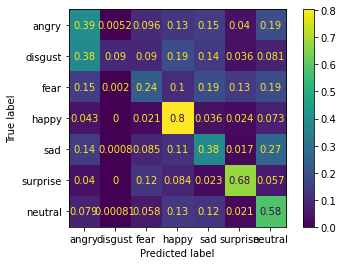 angry 0.39 0.0052 0.096 0.13 0.15 0.04 0.19
disgust 0.38 0.09 0.09 0.19 0.14 0.036 0.081
fear 0.15 0.002 0.24 0.1 0.19 0.13 0.19
happy 0.043 0 0.021 0.8 0.036 0.024 0.073
sad 0.14 0.0008 0.085 0.11 0.38 0.017 0.27
surprise 0.04 0 0.12 0.084 0.023 0.68 0.057
neutral 0.079 0.00081 0.058 0.13 0.12 0.021 0.58
angry disgust fear happy sad surprise neutral
Predicted label
True label
0.8
0.7
0.6
0.5
0.4
0.3
0.2
0.1
0.0